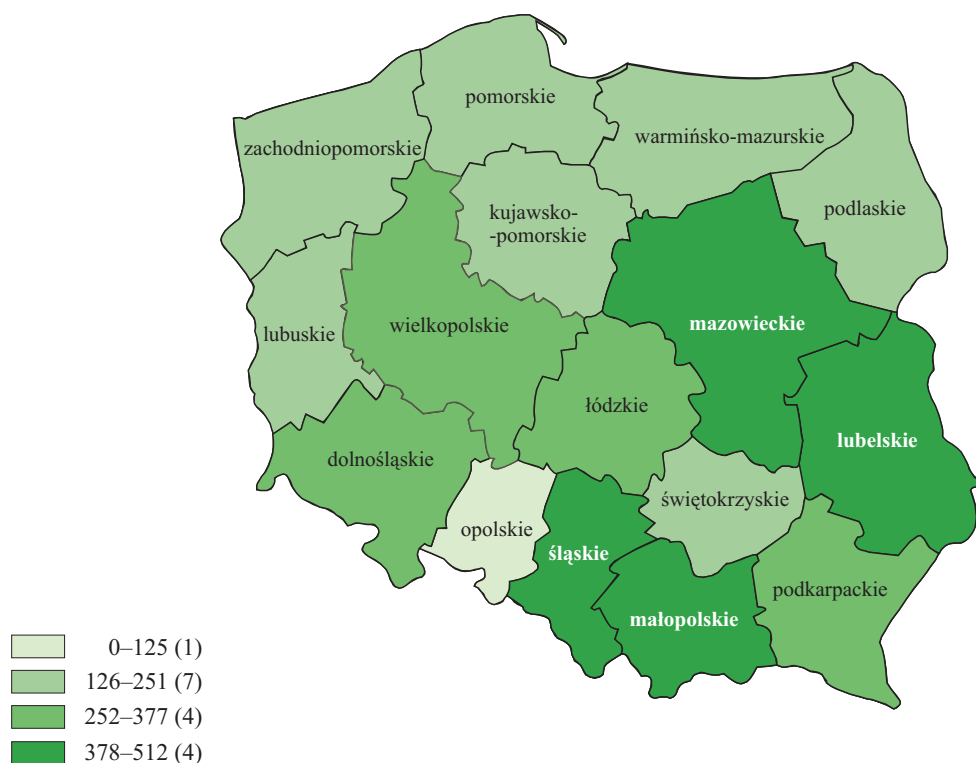 pomorskie
warmińsko-mazurskie
zachodniopomorskie
podlaskie
kujawsko-
-pomorskie
mazowieckie
wielkopolskie
lubuskie
łódzkie
lubelskie
dolnośląskie
świętokrzyskie
opolskie
śląskie
podkarpackie
małopolskie
0–125 (1)
126–251 (7)
252–377 (4)
378–512 (4)